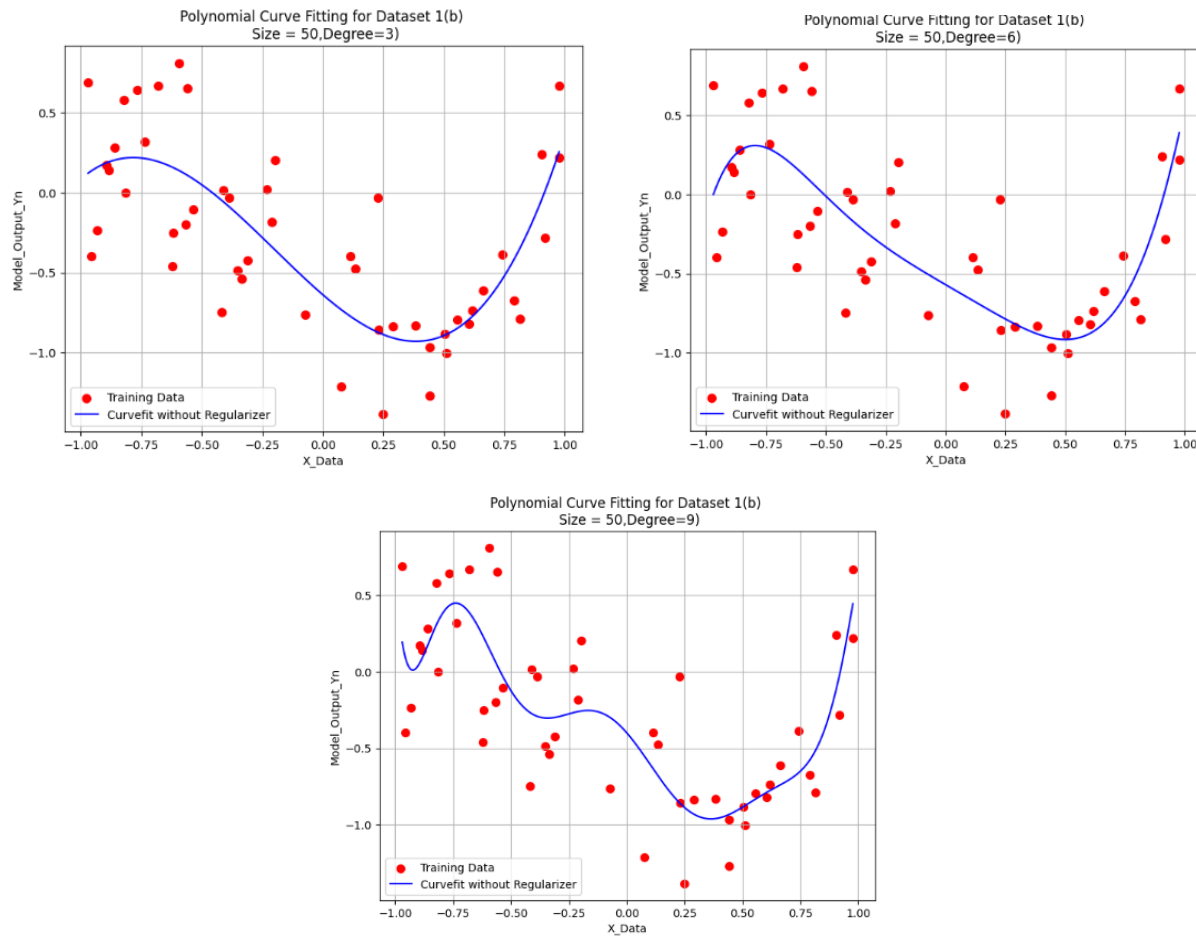 Polynomial Curve Fitting for Dataset 1(b)
Size = 50,Degree=3)
Model_Output_Yn
0.5
0.0
−0.5
−1.0
Training Data
Curvefit without Regularizer
−1.00 −0.75 −0.50 −0.25 0.00 0.25 0.50 0.75 1.00
X_Data
Polynomial Curve Fitting for Dataset 1(b)
Size = 50,Degree=6)
Model_Output_Yn
0.5
0.0
−0.5
−1.0
Training Data
Curvefit without Regularizer
−1.00 −0.75 −0.50 −0.25 0.00 0.25 0.50 0.75 1.00
X_Data
Polynomial Curve Fitting for Dataset 1(b)
Size = 50,Degree=9)
Model_Output_Yn
0.5
0.0
−0.5
−1.0
Training Data
Curvefit without Regularizer
−1.00 −0.75 −0.50 −0.25 0.00 0.25 0.50 0.75 1.00
X_Data